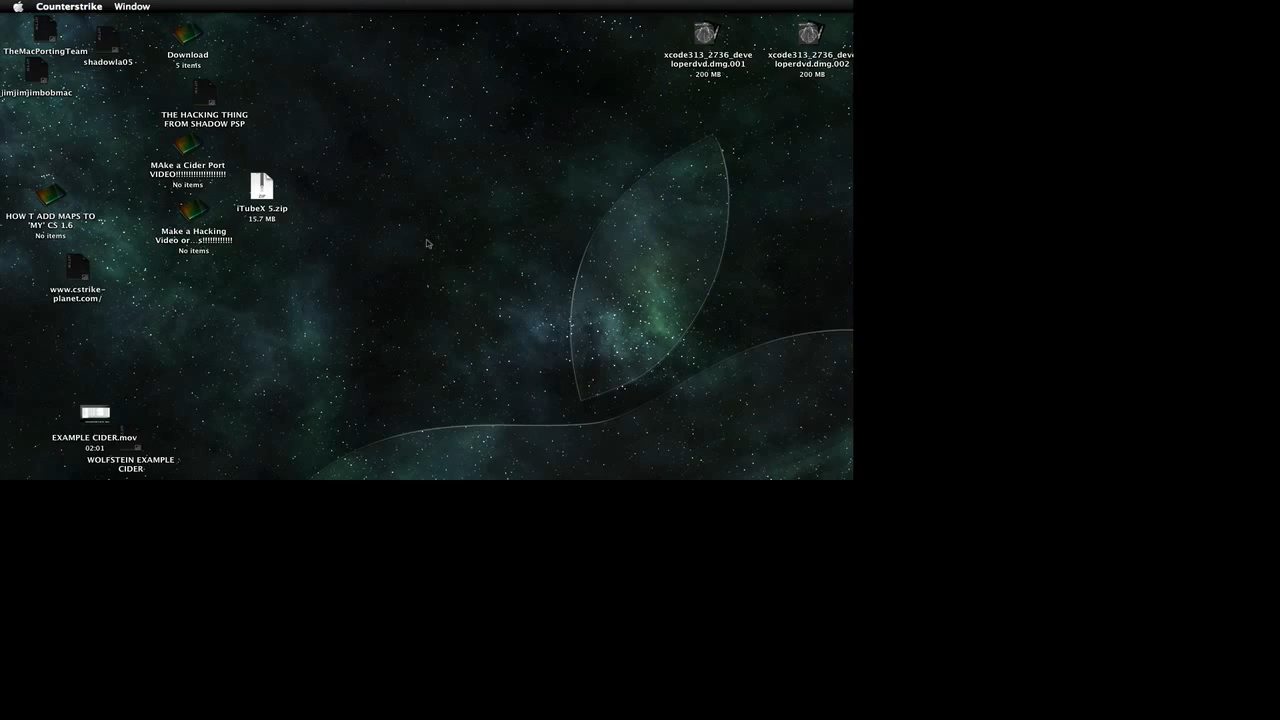 Counterstrike Window
TheMacPortingTeam
shadowla05
jimjimjimbobmac
Download
5 items
THE HACKING THING
FROM SHADOW PSP
MAke a Cider Port
VIDEO!!!!!!!!!!!!!!!!!!!!
No items
HOW T ADD MAPS TO ..
'MY' CS 1.6
No items
ZIP
iTubeX 5.zip
15.7 MB
Make a Hacking
Video or...s!!!!!!!!!!!!
No items
www.cstrike-
planet.com/
EXAMPLE CIDER.mov
02:01
WOLFSTEIN EXAMPLE
CIDER
xcode313_2736_deve
loperdvd.dmg.001
200 MB
xcode313_2736_deve
loperdvd.dmg.002
200 MB